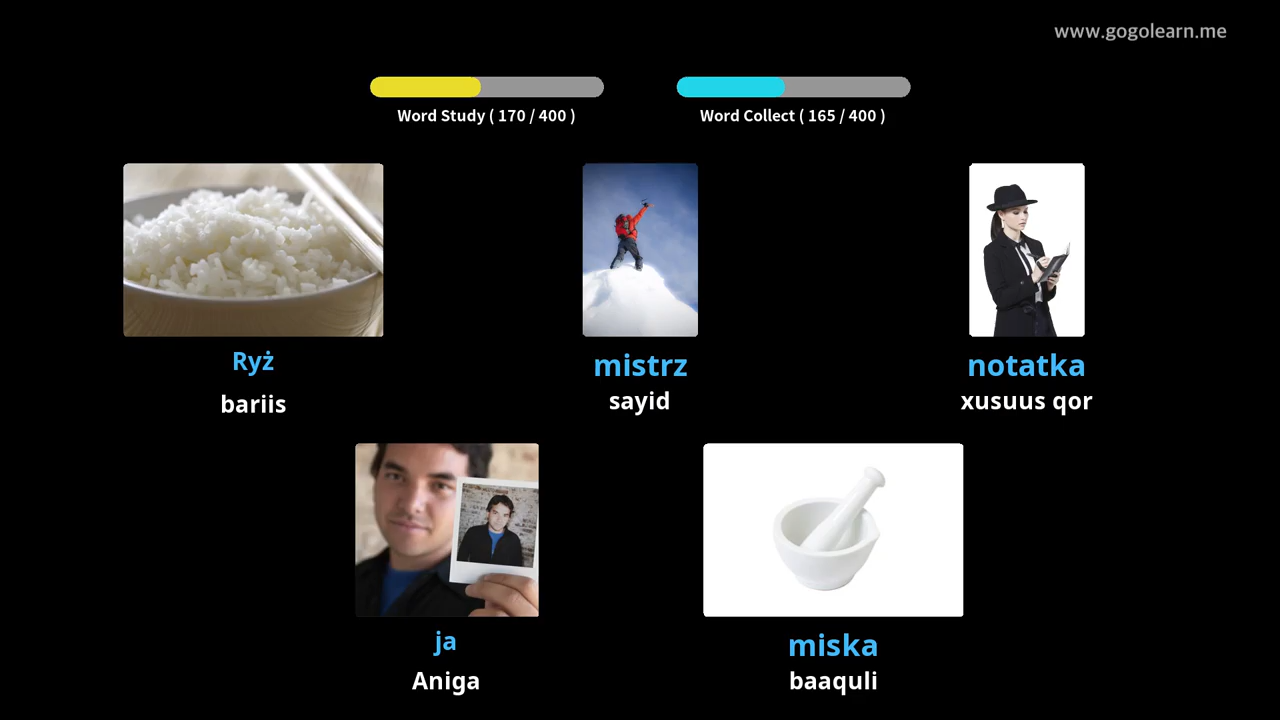 www.gogolearn.me
Word Study ( 170 / 400 )
Word Collect ( 165 / 400 )
Ryż
bariis
mistrz
sayid
notatka
xusuus qor
ja
Aniga
miska
baaquli